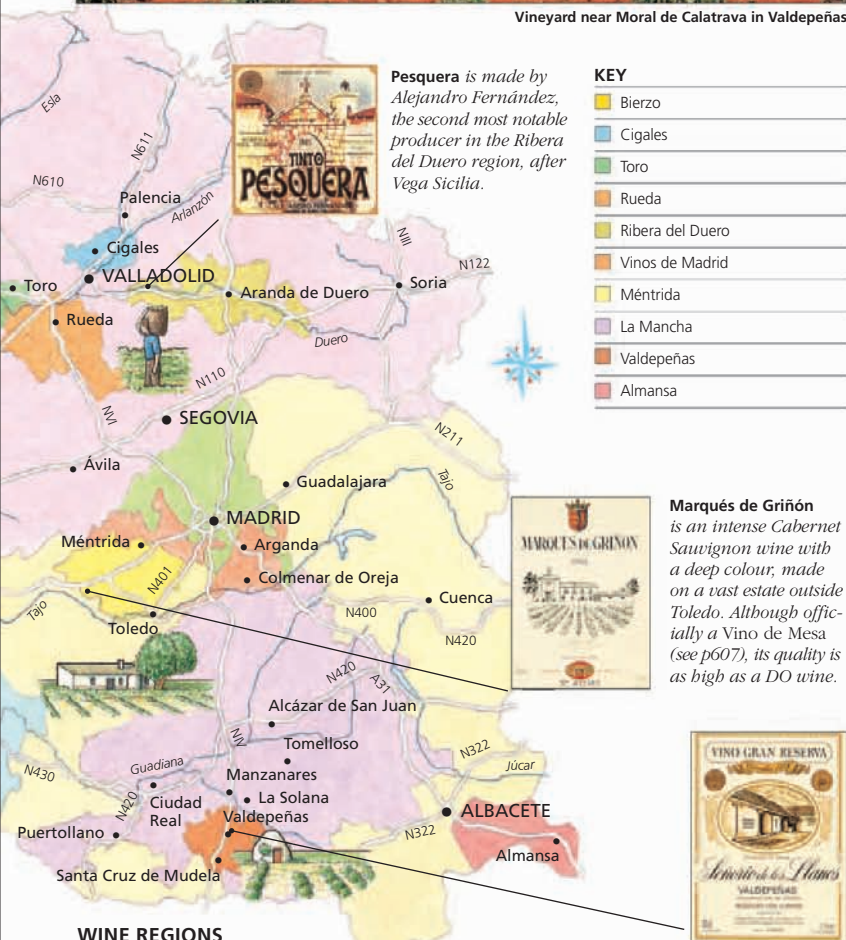 Vineyard near Moral de Calatrava in Valdepeñas
Pesquera is made by
Alejandro Fernández,
the second most notable
producer in the Ribera
del Duero region, after
Vega Sicilia.
TINTO
PESQUERA
KEY
Bierzo
Cigales
Toro
Rueda
Ribera del Duero
Vinos de Madrid
Méntrida
La Mancha
Valdepeñas
Almansa
Esla
N611
N610
Palencia
Arlanzón
Cigales
VALLADOLID
Toro
Aranda de Duero
NIII
N122
Soria
Rueda
Duero
N110
NVI
SEGOVIA
N211
Ávila
Guadalajara
Tajo
MADRID
Méntrida
Arganda
N401
Colmenar de Oreja
Cuenca
Tajo
Toledo
N400
N420
MARQUES DE GRIÑON
Marqués de Griñón
is an intense Cabernet
Sauvignon wine with
a deep colour, made
on a vast estate outside
Toledo. Although offic-
ially a Vino de Mesa
(see p607), its quality is
as high as a DO wine.
N420
A31
Alcázar de San Juan
NIV
Tomelloso
N322
Júcar
Guadiana
N430
Manzanares
N420
Ciudad
Real
La Solana
Valdepeñas
ALBACETE
Puertollano
N322
Almansa
Santa Cruz de Mudela
VINO GRAN RESERVA
Señorio de los Llanos
VALDEPEÑAS
WINE REGIONS